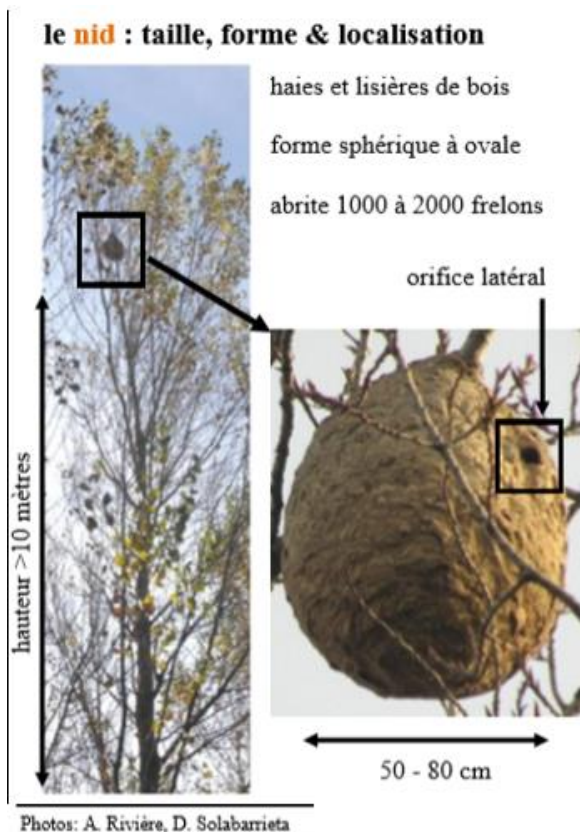 le nid : taille, forme & localisation
haies et lisières de bois
forme sphérique à ovale
abrite 1000 à 2000 frelons
orifice latéral
hauteur >10 mètres
50 - 80 cm
Photos: A. Rivière, D. Solabarrieta